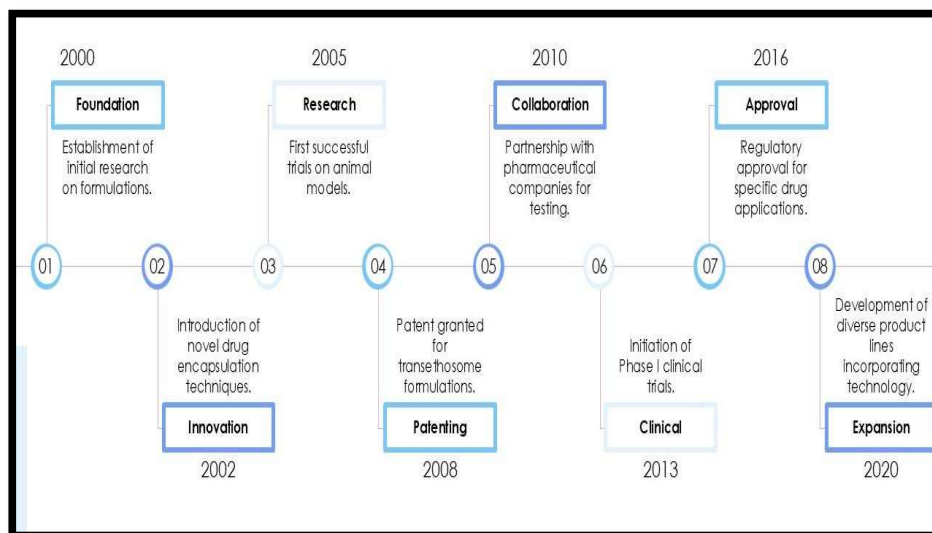 2000
Foundation
Establishment of
initial research
on formulations.
2005
Research
First successful
trials on animal
models.
2010
Collaboration
Partnership with
pharmaceutical
companies for
testing.
2016
Approval
Regulatory
approval for
specific drug
applications.
01
02
03
04
05
06
07
08
Introduction of
novel drug
encapsulation
techniques.
Innovation
2002
Patent granted
for
transethosome
formulations.
Patenting
2008
Initiation of
Phase I clinical
trials.
Clinical
2013
Development of
diverse product
lines
incorporating
technology.
Expansion
2020